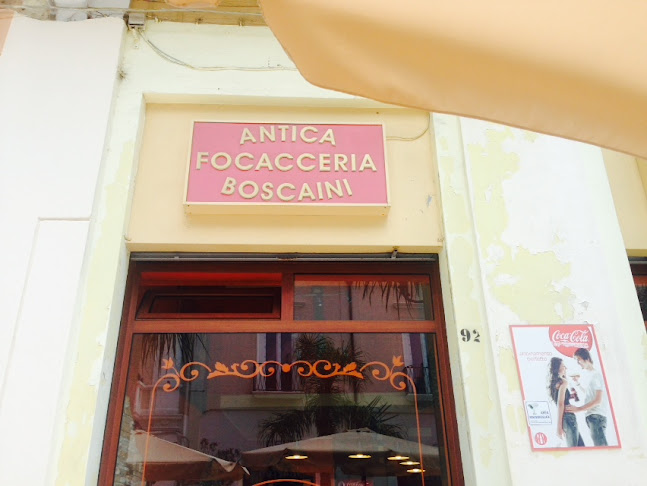 ANTICA
FOCACCERIA
BOSCAINI
92
Coca-Cola